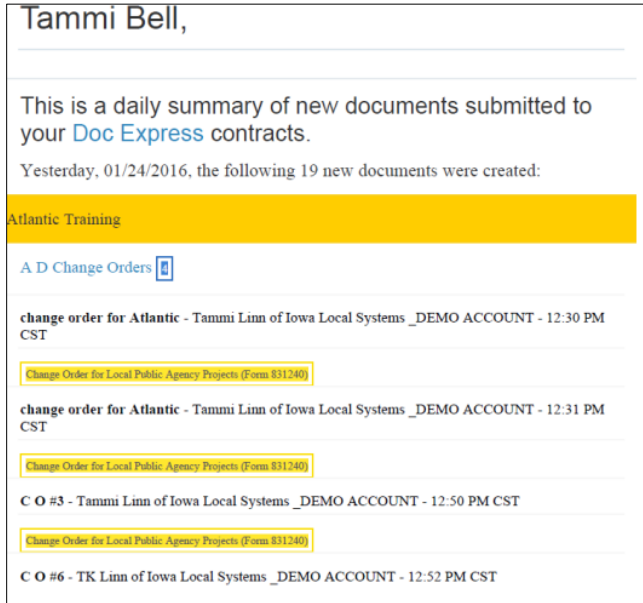 Tammi Bell,
This is a daily summary of new documents submitted to
your Doc Express contracts.
Yesterday, 01/24/2016, the following 19 new documents were created:
Atlantic Training
A D Change Orders 4
change order for Atlantic - Tammi Linn of Iowa Local Systems _DEMO ACCOUNT - 12:30 PM
CST
Change Order for Local Public Agency Projects (Form 831240)
change order for Atlantic - Tammi Linn of Iowa Local Systems _DEMO ACCOUNT - 12:31 PM
CST
Change Order for Local Public Agency Projects (Form 831240)
C O #3 - Tammi Linn of Iowa Local Systems _DEMO ACCOUNT - 12:50 PM CST
Change Order for Local Public Agency Projects (Form 831240)
C O #6 - TK Linn of Iowa Local Systems _DEMO ACCOUNT - 12:52 PM CST